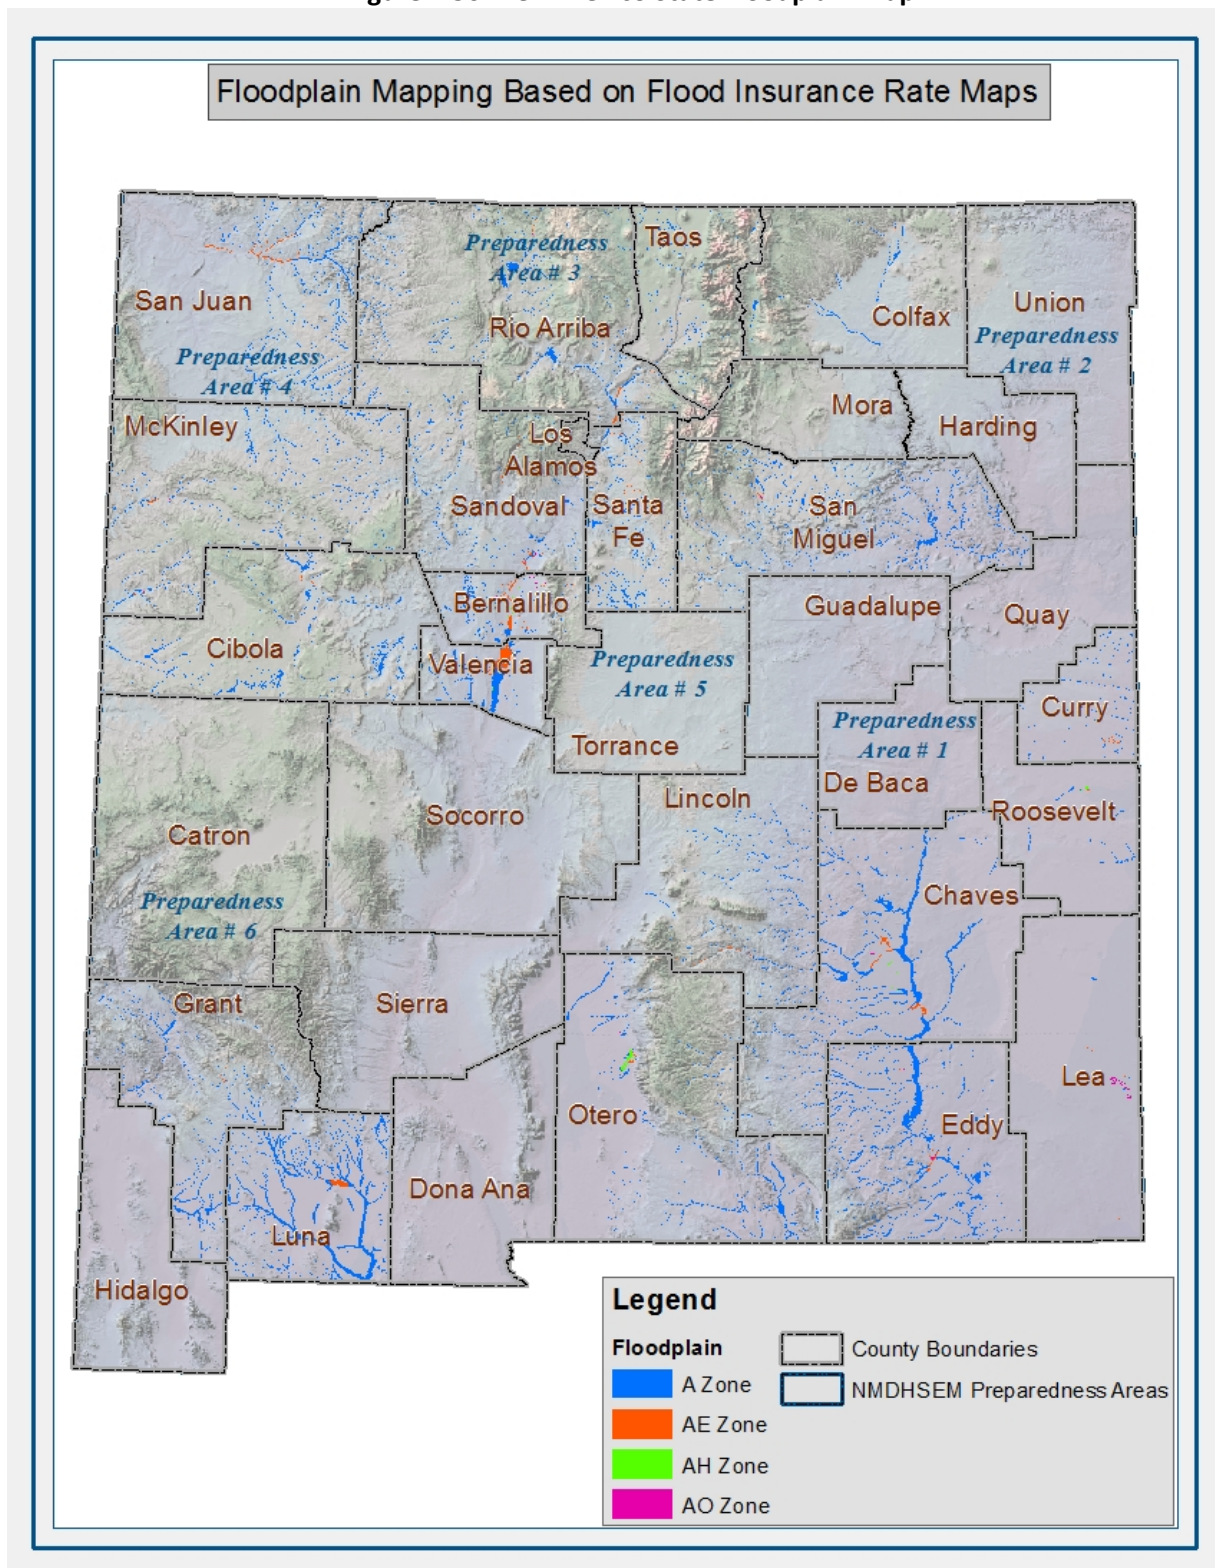 Floodplain Mapping Based on Flood Insurance Rate Maps
Taos
Preparedness
Area # 3
San Juan
Union
Colfax
Rio Arriba
Preparedness
Area # 2
Preparedness
Area # 4
Mora
McKinley
Harding
Los
Alamos
Sandoval
Santa
Fe
San
Miguel
Bernalillo
Guadalupe
Quay
Cibola
Valencia
Preparedness
Area # 5
Curry
Preparedness
Area # 1
Torrance
De Baca
Lincoln
Roosevelt
Socorro
Catron
Chaves
Preparedness
Area # 6
Grant
Sierra
Lea
Otero
Eddy
Dona Ana
Luna
Hidalgo
Legend
Floodplain
A Zone
AE Zone
AH Zone
AO Zone
County Boundaries
NMDHSEM Preparedness Areas